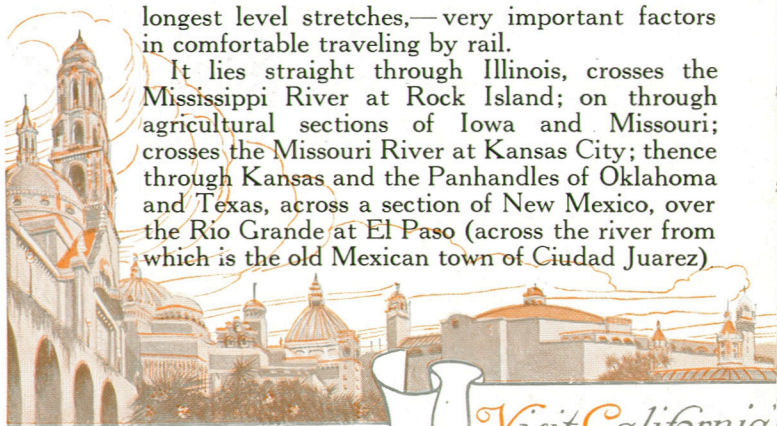 longest level stretches,—very important factors
in comfortable traveling by rail.
It lies straight through Illinois, crosses the
Mississippi River at Rock Island; on through
agricultural sections of Iowa and Missouri;
crosses the Missouri River at Kansas City; thence
through Kansas and the Panhandles of Oklahoma
and Texas, across a section of New Mexico, over
the Rio Grande at El Paso (across the river from
which is the old Mexican town of Ciudad Juarez)
Visit California'